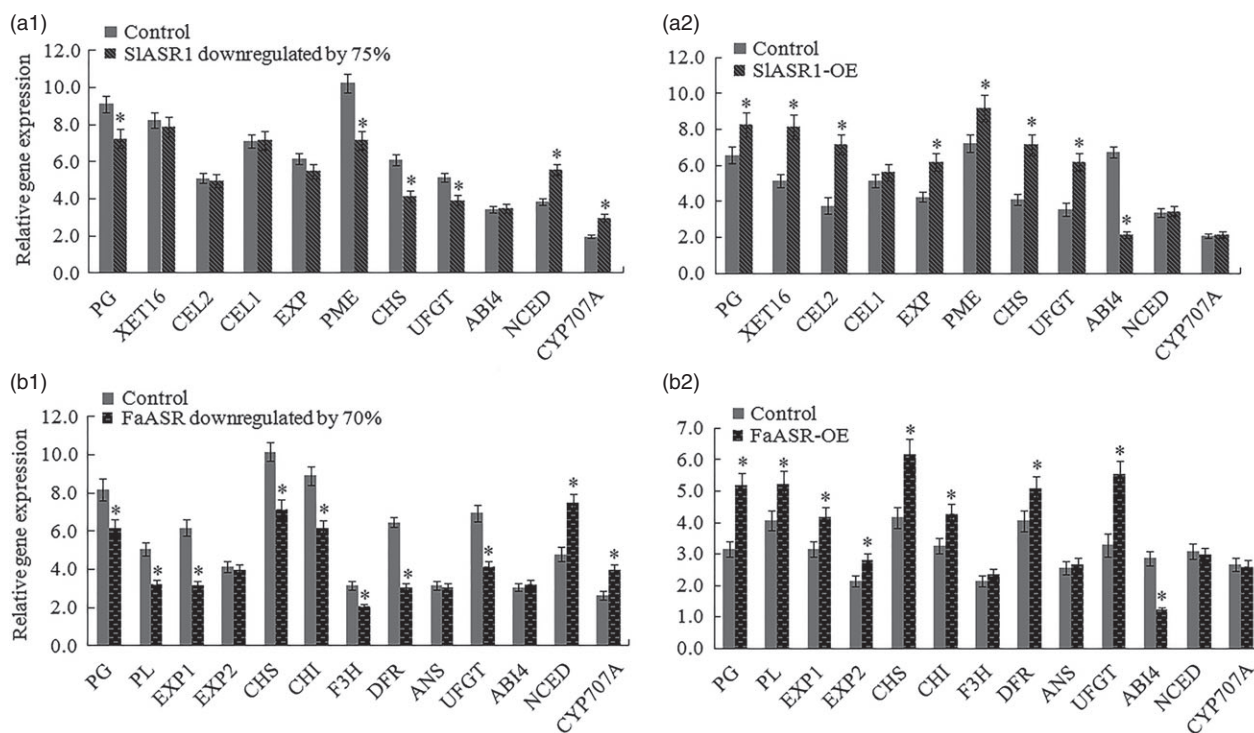 (a1)
Control
SlASR1 downregulated by 75%
Relative gene expression
12.0
10.0
8.0
6.0
4.0
2.0
0.0
* * * * * *
PG XET16 CEL2 CEL1 EXP PME CHS UFGT ABI4 NCED CYP707A
(a2)
Control
SlASR1-OE
12.0
10.0
8.0
6.0
4.0
2.0
0.0
* * * * * * * *
PG XET16 CEL2 CEL1 EXP PME CHS UFGT ABI4 NCED CYP707A
(b1)
Control
FaASR downregulated by 70%
Relative gene expression
12.0
10.0
8.0
6.0
4.0
2.0
0.0
* * * * * * * * * *
PG PL EXP1 EXP2 CHS CHI F3H DFR ANS UFGT ABI4 NCED CYP707A
(b2)
Control
FaASR-OE
7.0
6.0
5.0
4.0
3.0
2.0
1.0
0.0
* * * * * * * * *
PG PL EXP1 EXP2 CHS CHI F3H DFR ANS UFGT ABI4 NCED CYP707A